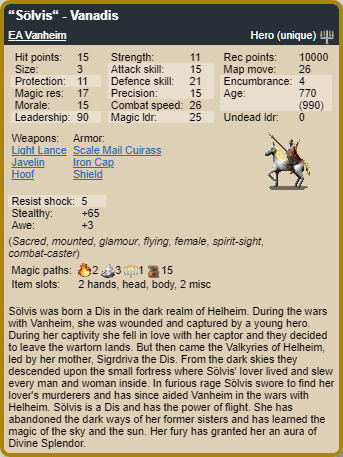 “Sölvis“ - Vanadis
EA Vanheim Hero (unique)
Hit points: 15 Strength: 11 Rec points: 10000
Size: 3 Attack skill: 15 Map move: 26
Protection: 11 Defence skill: 21 Encumbrance: 4
Magic res: 17 Precision: 15 Age: 770
Morale: 15 Combat speed: 26 (990)
Leadership: 90 Magic ldr: 25 Undead ldr: 0
Weapons: Armor:
Light Lance Scale Mail Cuirass
Javelin Iron Cap
Hoof Shield
Resist shock: 5
Stealthy: +65
Awe: +3
(Sacred, mounted, glamour, flying, female, spirit-sight,
combat-caster)
Magic paths: 2 3 1 15
Item slots: 2 hands, head, body, 2 misc
Sölvis was born a Dis in the dark realm of Helheim. During the wars
with Vanheim, she was wounded and captured by a young hero.
During her captivity she fell in love with her captor and they decided
to leave the wartorn lands. But then came the Valkyries of Helheim,
led by her mother, Sigrdriva the Dis. From the dark skies they
descended upon the small fortress where Sölvis' lover lived and slew
every man and woman inside. In furious rage Sölvis swore to find her
lover's murderers and has since aided Vanheim in the wars with
Helheim. Sölvis is a Dis and has the power of flight. She has
abandoned the dark ways of her former sisters and has learned the
magic of the sky and the sun. Her fury has granted her an aura of
Divine Splendor.